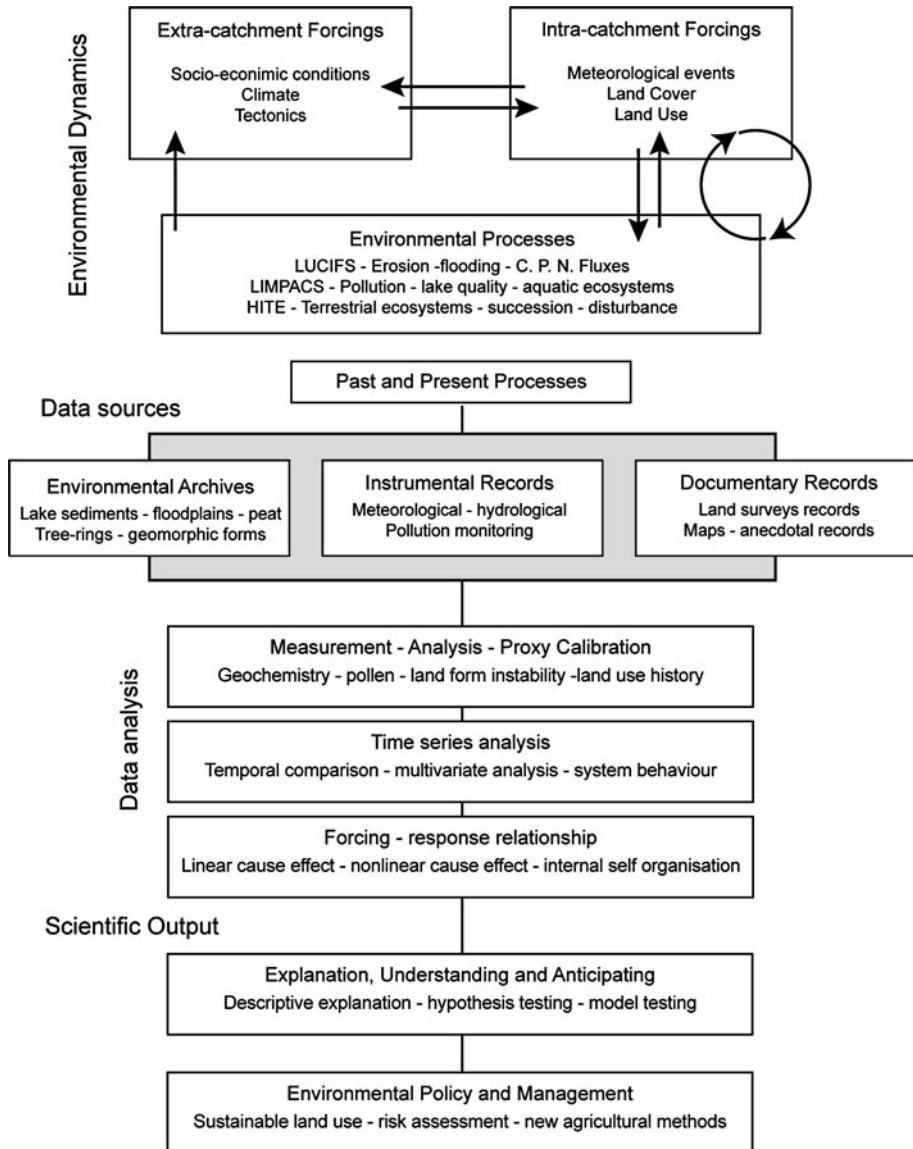 Environmental Dynamics
Extra-catchment Forcings
Socio-econimic conditions
Climate
Tectonics
Intra-catchment Forcings
Meteorological events
Land Cover
Land Use
Environmental Processes
LUCIFS - Erosion -flooding - C. P. N. Fluxes
LIMPACS - Pollution - lake quality - aquatic ecosystems
HITE - Terrestrial ecosystems - succession - disturbance
Past and Present Processes
Data sources
Environmental Archives
Lake sediments - floodplains - peat
Tree-rings - geomorphic forms
Instrumental Records
Meteorological - hydrological
Pollution monitoring
Documentary Records
Land surveys records
Maps - anecdotal records
Data analysis
Measurement - Analysis - Proxy Calibration
Geochemistry - pollen - land form instability -land use history
Time series analysis
Temporal comparison - multivariate analysis - system behaviour
Forcing - response relationship
Linear cause effect - nonlinear cause effect - internal self organisation
Scientific Output
Explanation, Understanding and Anticipating
Descriptive explanation - hypothesis testing - model testing
Environmental Policy and Management
Sustainable land use - risk assessment - new agricultural methods